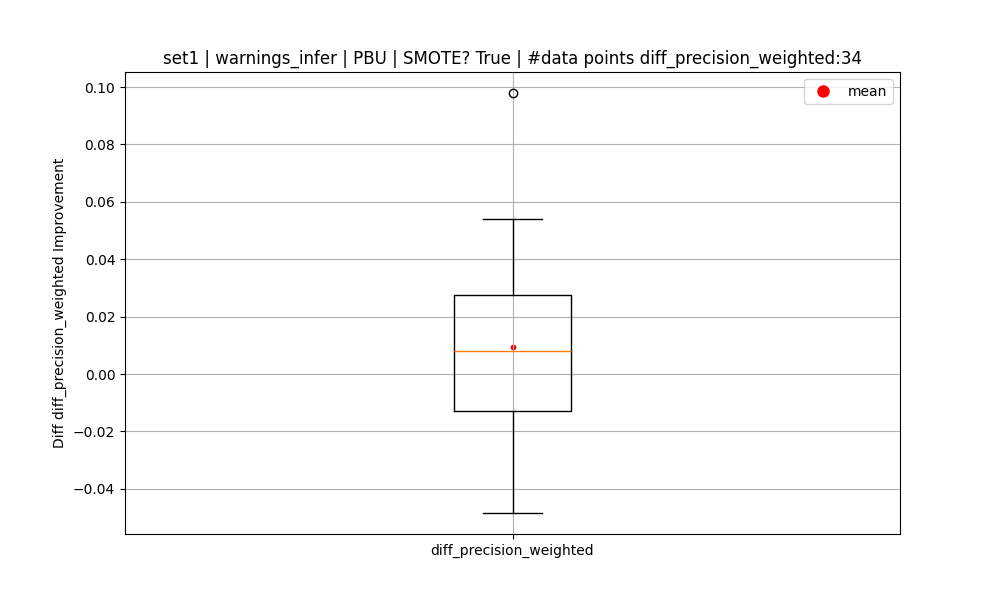 set1 | warnings_infer | PBU | SMOTE? True | #data points diff_precision_weighted:34
mean
Diff diff_precision_weighted Improvement
0.10
0.08
0.06
0.04
0.02
0.00
−0.02
−0.04
diff_precision_weighted